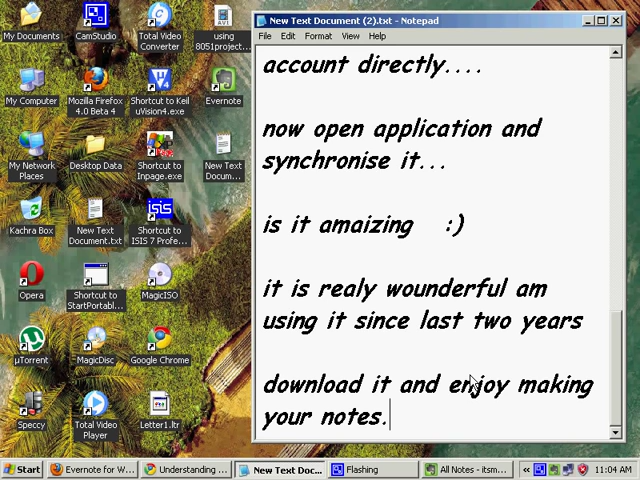 My Documents
CamStudio
Total Video
Converter
using
8051project...
My Computer
Mozilla Firefox
4.0 Beta 4
Shortcut to Keil
uVision4.exe
Evernote
My Network
Places
Desktop Data
Shortcut to
Inpage.exe
New Text
Docum...
Kachra Box
New Text
Document.txt
Shortcut to
ISIS 7 Profe...
Opera
Shortcut to
StartPortabl...
MagicISO
µTorrent
MagicDisc
Google Chrome
Speccy
Total Video
Player
Letter1.ltr
New Text Document (2).txt - Notepad
File Edit Format View Help
account directly....
now open application and
synchronise it...
is it amaizing :)
it is realy wounderful am
using it since last two years
download it and enjoy making
your notes.
Start
Evernote for W...
Understanding ...
New Text Doc...
Flashing
All Notes - itsm...
11:04 AM